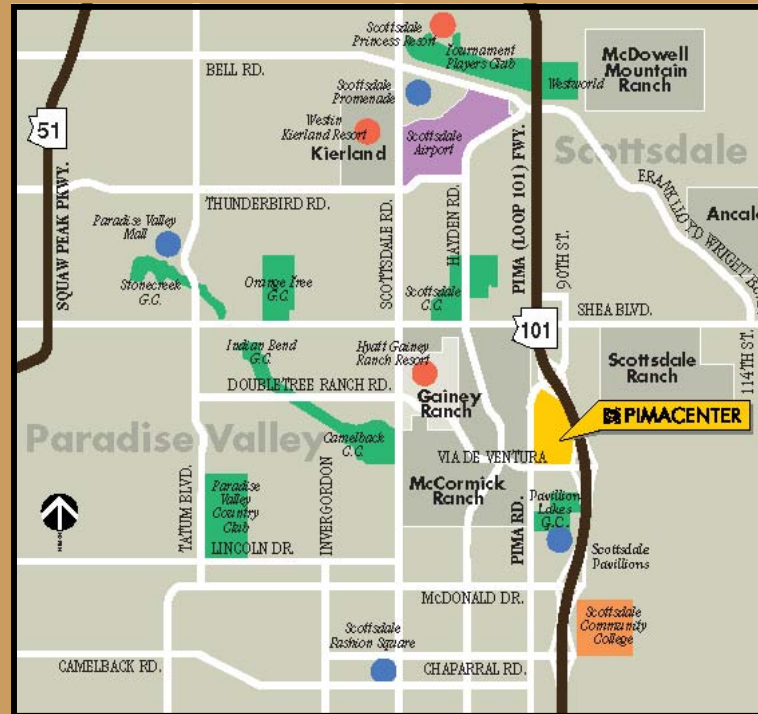 Scottsdale
Princess Resort
Tournament
Players Club
BELL RD.
McDowell
Mountain
Ranch
Westworld
Scottsdale
Promenade
51
Westin
Kierland Resort
Kierland
Scottsdale
Airport
Scottsdale
SQUAW PEAK PKWY.
THUNDERBIRD RD.
SCOTTSDALE RD.
HAYDEN RD.
PIMA (LOOP 101) FWY.
90TH ST.
FRANK LLOYD WRIGHT
Paradise Valley
Mall
Stonecreek
G.C.
Orange Tree
G.C.
Scottsdale
C.C.
SHEA BLVD.
101
114TH ST.
Indian Bend
G.C.
Hyatt Gainey
Ranch Resort
Scottsdale
Ranch
DOUBLETREE RANCH RD.
Gainey
Ranch
PIMACENTER
Paradise Valley
Camelback
G.C.
VIA DE VENTURA
McCormick
Ranch
TATUM BLVD.
Paradise
Valley
Country
Club
INVERGORDON
PIMA RD.
Pavilion
Lakes
G.C.
LINCOLN DR.
Scottsdale
Pavillions
McDONALD DR.
Scottsdale
Community
College
Scottsdale
Fashion Square
CAMELBACK RD.
CHAPARRAL RD.